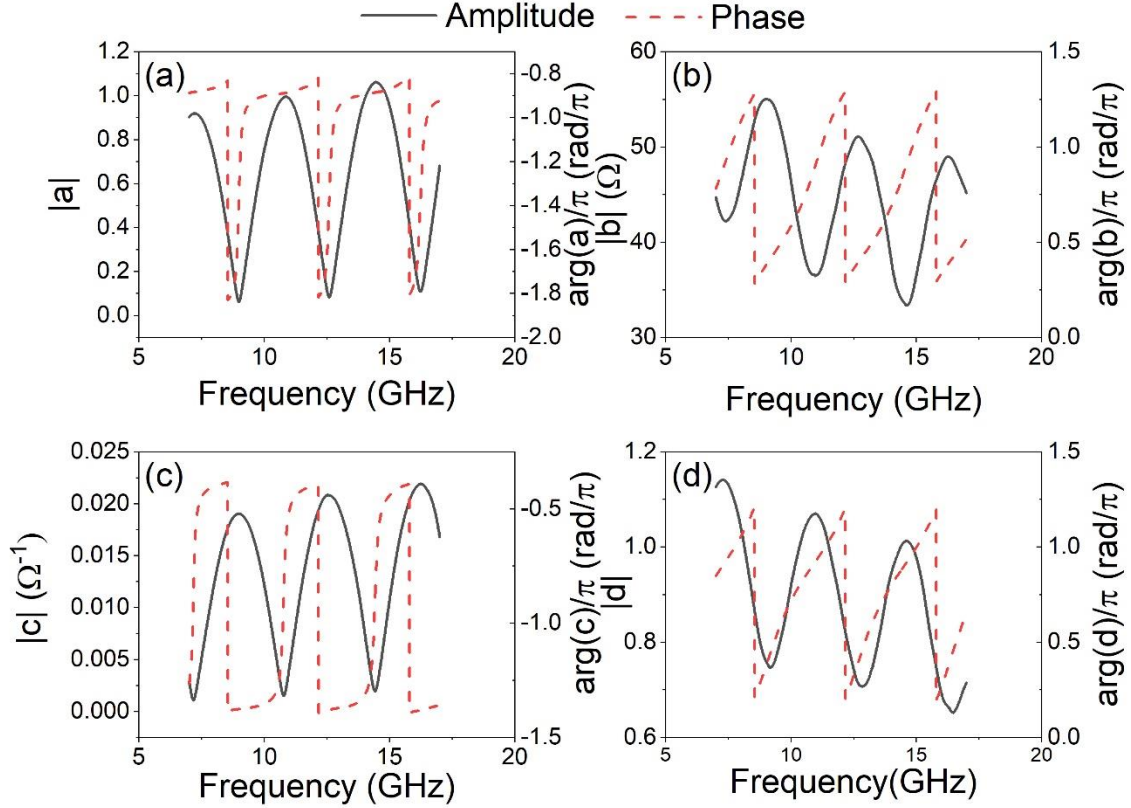 Amplitude Phase
(a)
1.2
1.0
0.8
0.6
0.4
0.2
0.0
|a|
-0.8
-1.0
-1.2
-1.4
-1.6
-1.8
-2.0
arg(a)/π (rad/π)
5 10 15 20
Frequency (GHz)
(b)
60
50
40
30
|b| (Ω)
1.5
1.0
0.5
0.0
arg(b)/π (rad/π)
5 10 15 20
Frequency (GHz)
(c)
0.025
0.020
0.015
0.010
0.005
0.000
|c| (Ω⁻¹)
-0.5
-1.0
-1.5
arg(c)/π (rad/π)
5 10 15 20
Frequency (GHz)
(d)
1.2
1.0
0.8
0.6
|d|
1.5
1.0
0.5
0.0
arg(d)/π (rad/π)
5 10 15 20
Frequency(GHz)